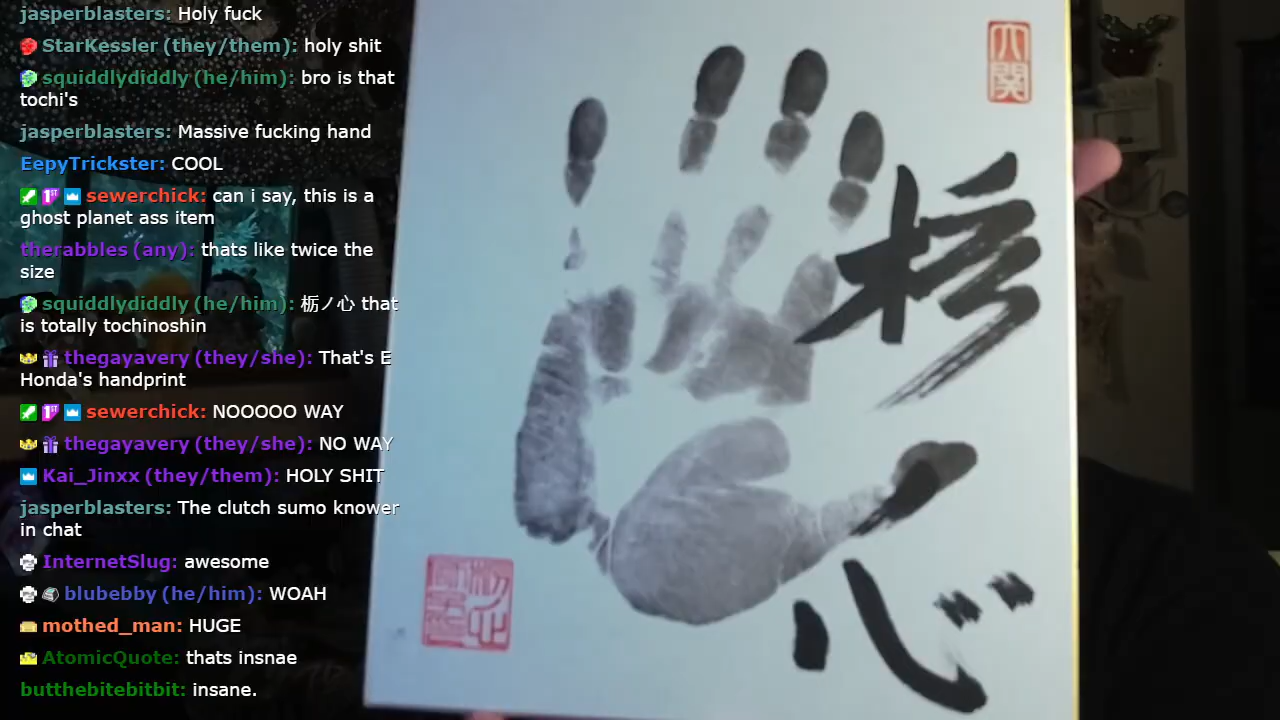 jasperblasters: Holy fuck
StarKessler (they/them): holy shit
squiddlydiddly (he/him): bro is that
tochi's
jasperblasters: Massive fucking hand
EepyTrickster: COOL
sewerchick: can i say, this is a
ghost planet ass item
therabbles (any): thats like twice the
size
squiddlydiddly (he/him): 栃ノ心 that
is totally tochinoshin
thegayavery (they/she): That's E
Honda's handprint
sewerchick: NOOOOO WAY
thegayavery (they/she): NO WAY
Kai_Jinxx (they/them): HOLY SHIT
jasperblasters: The clutch sumo knower
in chat
InternetSlug: awesome
blubebby (he/him): WOAH
mothed_man: HUGE
AtomicQuote: thats insnae
butthebitebitbit: insane.
大関
栃ノ心